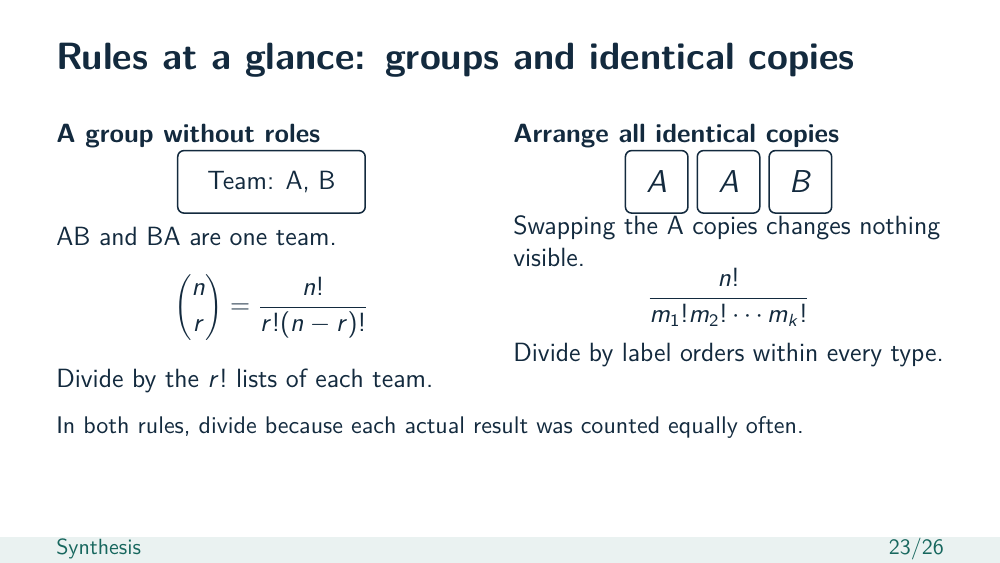 Rules at a glance: groups and identical copies
A group without roles
Team: A, B
AB and BA are one team.
(n r) = n! / r!(n − r)!
Divide by the r! lists of each team.
Arrange all identical copies
A A B
Swapping the A copies changes nothing
visible.
n! / m₁!m₂! · · · mₖ!
Divide by label orders within every type.
In both rules, divide because each actual result was counted equally often.
Synthesis 23/26